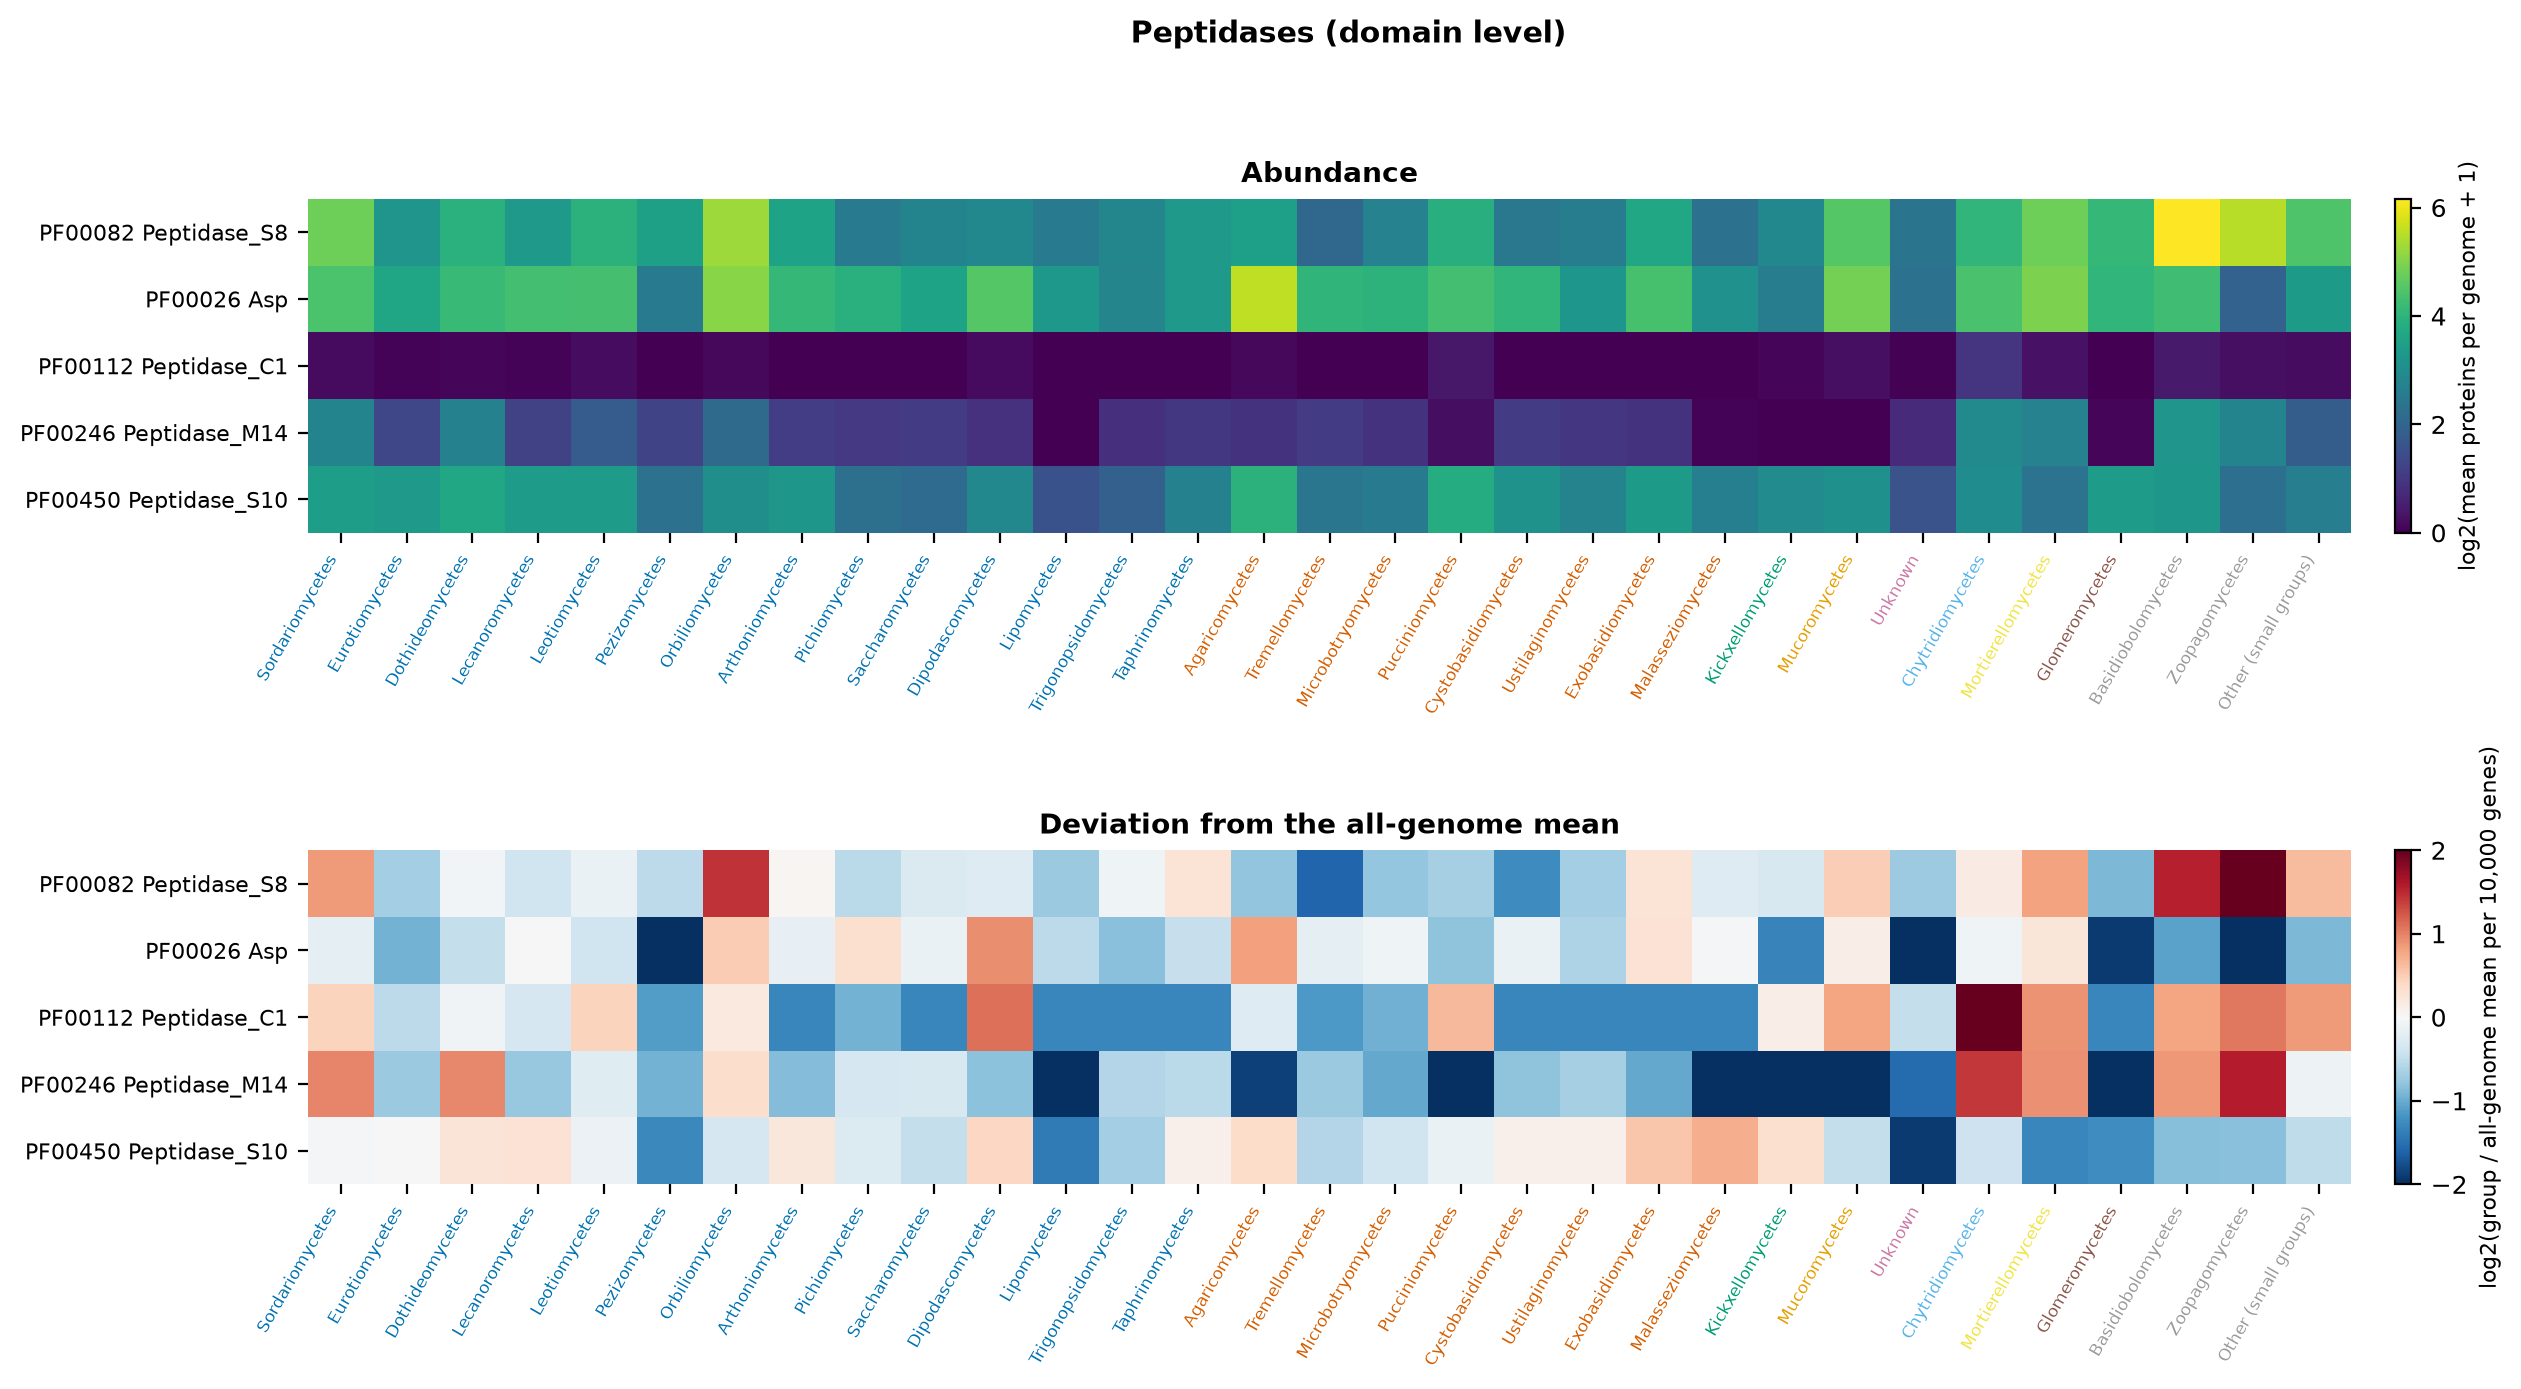 Peptidases (domain level)
Abundance
PF00082 Peptidase_S8
PF00026 Asp
PF00112 Peptidase_C1
PF00246 Peptidase_M14
PF00450 Peptidase_S10
Sordariomycetes
Eurotiomycetes
Dothideomycetes
Lecanoromycetes
Leotiomycetes
Pezizomycetes
Orbiliomycetes
Arthoniomycetes
Pichiomycetes
Saccharomycetes
Dipodascomycetes
Lipomycetes
Trigonopsidomycetes
Taphrinomycetes
Agaricomycetes
Tremellomycetes
Microbotryomycetes
Pucciniomycetes
Cystobasidiomycetes
Ustilaginomycetes
Exobasidiomycetes
Malasseziomycetes
Kickxellomycetes
Mucoromycetes
Unknown
Chytridiomycetes
Mortierellomycetes
Glomeromycetes
Basidiobolomycetes
Zoopagomycetes
Other (small groups)
6
4
2
0
log2(mean proteins per genome + 1)
Deviation from the all-genome mean
PF00082 Peptidase_S8
PF00026 Asp
PF00112 Peptidase_C1
PF00246 Peptidase_M14
PF00450 Peptidase_S10
Sordariomycetes
Eurotiomycetes
Dothideomycetes
Lecanoromycetes
Leotiomycetes
Pezizomycetes
Orbiliomycetes
Arthoniomycetes
Pichiomycetes
Saccharomycetes
Dipodascomycetes
Lipomycetes
Trigonopsidomycetes
Taphrinomycetes
Agaricomycetes
Tremellomycetes
Microbotryomycetes
Pucciniomycetes
Cystobasidiomycetes
Ustilaginomycetes
Exobasidiomycetes
Malasseziomycetes
Kickxellomycetes
Mucoromycetes
Unknown
Chytridiomycetes
Mortierellomycetes
Glomeromycetes
Basidiobolomycetes
Zoopagomycetes
Other (small groups)
2
1
0
−1
−2
log2(group / all-genome mean per 10,000 genes)